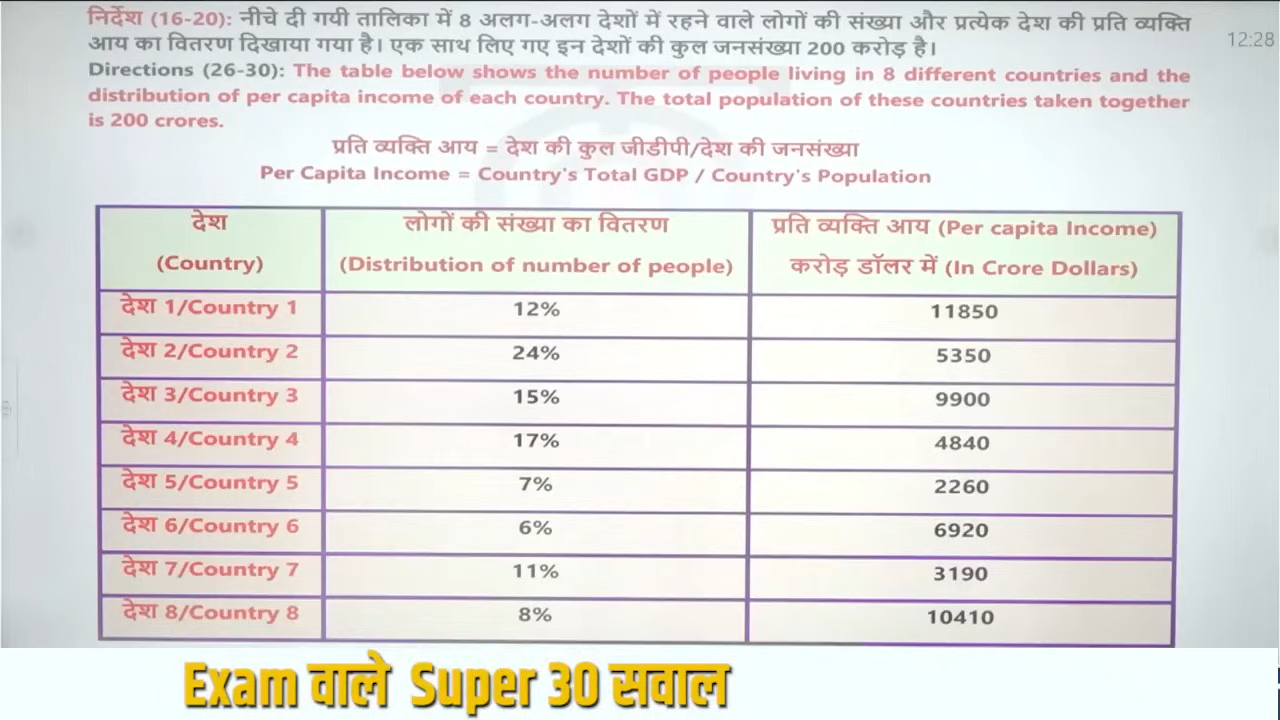 निर्देश (16-20): नीचे दी गयी तालिका में 8 अलग-अलग देशों में रहने वाले लोगों की संख्या और प्रत्येक देश की प्रति व्यक्ति
आय का वितरण दिखाया गया है। एक साथ लिए गए इन देशों की कुल जनसंख्या 200 करोड़ है।
12:28
Directions (26-30): The table below shows the number of people living in 8 different countries and the
distribution of per capita income of each country. The total population of these countries taken together
is 200 crores.
प्रति व्यक्ति आय = देश की कुल जीडीपी/देश की जनसंख्या
Per Capita Income = Country's Total GDP / Country's Population
देश लोगों की संख्या का वितरण प्रति व्यक्ति आय (Per capita Income)
(Country) (Distribution of number of people) करोड़ डॉलर में (In Crore Dollars)
देश 1/Country 1 12% 11850
देश 2/Country 2 24% 5350
देश 3/Country 3 15% 9900
देश 4/Country 4 17% 4840
देश 5/Country 5 7% 2260
देश 6/Country 6 6% 6920
देश 7/Country 7 11% 3190
देश 8/Country 8 8% 10410
Exam वाले Super 30 सवाल